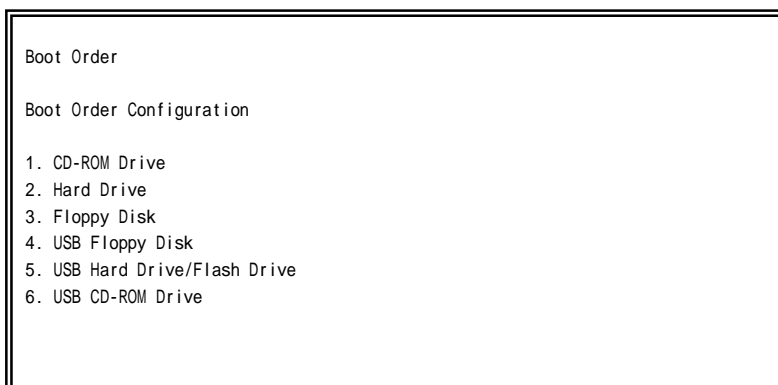 Boot Order
Boot Order Configuration
1. CD-ROM Drive
2. Hard Drive
3. Floppy Disk
4. USB Floppy Disk
5. USB Hard Drive/Flash Drive
6. USB CD-ROM Drive